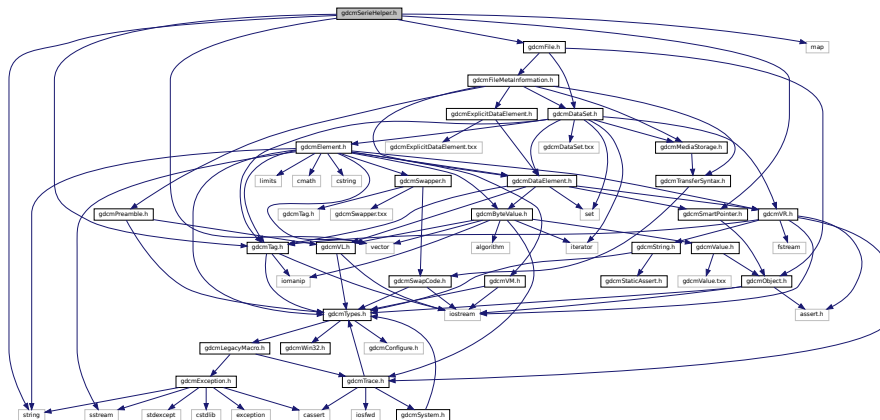 gdcmSerieHelper.h
gdcmFile.h
map
gdcmFileMetaInformation.h
gdcmExplicitDataElement.h
gdcmDataSet.h
gdcmElement.h
gdcmExplicitDataElement.txx
gdcmDataSet.txx
gdcmMediaStorage.h
limits
cmath
cstring
gdcmSwapper.h
gdcmDataElement.h
gdcmTransferSyntax.h
gdcmPreamble.h
gdcmTag.h
gdcmSwapper.txx
gdcmByteValue.h
set
gdcmSmartPointer.h
gdcmVR.h
gdcmTag.h
gdcmVL.h
vector
algorithm
iterator
gdcmString.h
gdcmValue.h
fstream
iomanip
gdcmSwapCode.h
gdcmVM.h
gdcmStaticAssert.h
gdcmValue.txx
gdcmObject.h
gdcmTypes.h
iostream
assert.h
gdcmLegacyMacro.h
gdcmWin32.h
gdcmConfigure.h
gdcmException.h
gdcmTrace.h
string
sstream
stdexcept
cstdlib
exception
cassert
iosfwd
gdcmSystem.h